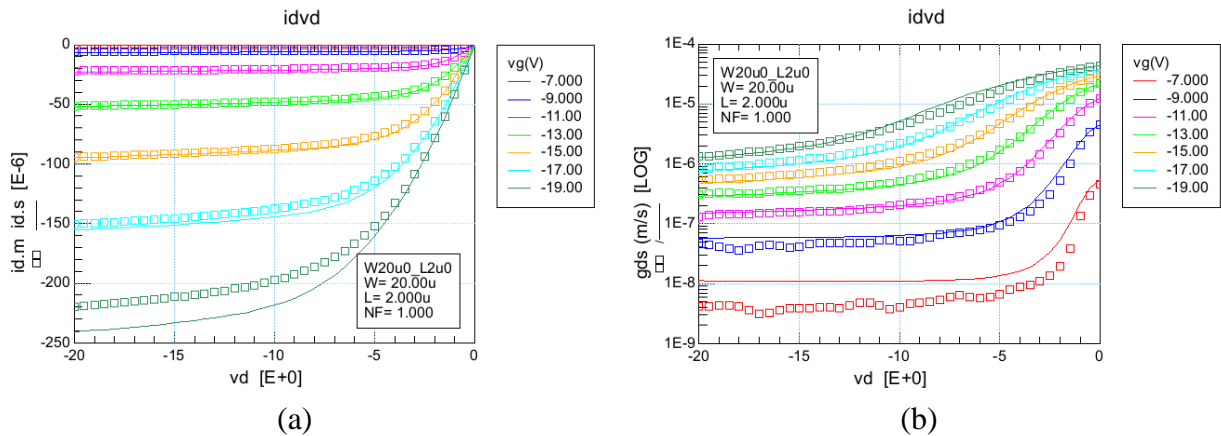 idvd
id.m id.s [E-6]
0
-50
-100
-150
-200
-250
-20
-15
-10
-5
0
vd [E+0]
W20u0_L2u0
W= 20.00u
L= 2.000u
NF= 1.000
vg(V)
-7.000
-9.000
-11.00
-13.00
-15.00
-17.00
-19.00
(a)
idvd
gds (m/s) [LOG]
1E-4
1E-5
1E-6
1E-7
1E-8
1E-9
-20
-15
-10
-5
0
vd [E+0]
W20u0_L2u0
W= 20.00u
L= 2.000u
NF= 1.000
vg(V)
-7.000
-9.000
-11.00
-13.00
-15.00
-17.00
-19.00
(b)